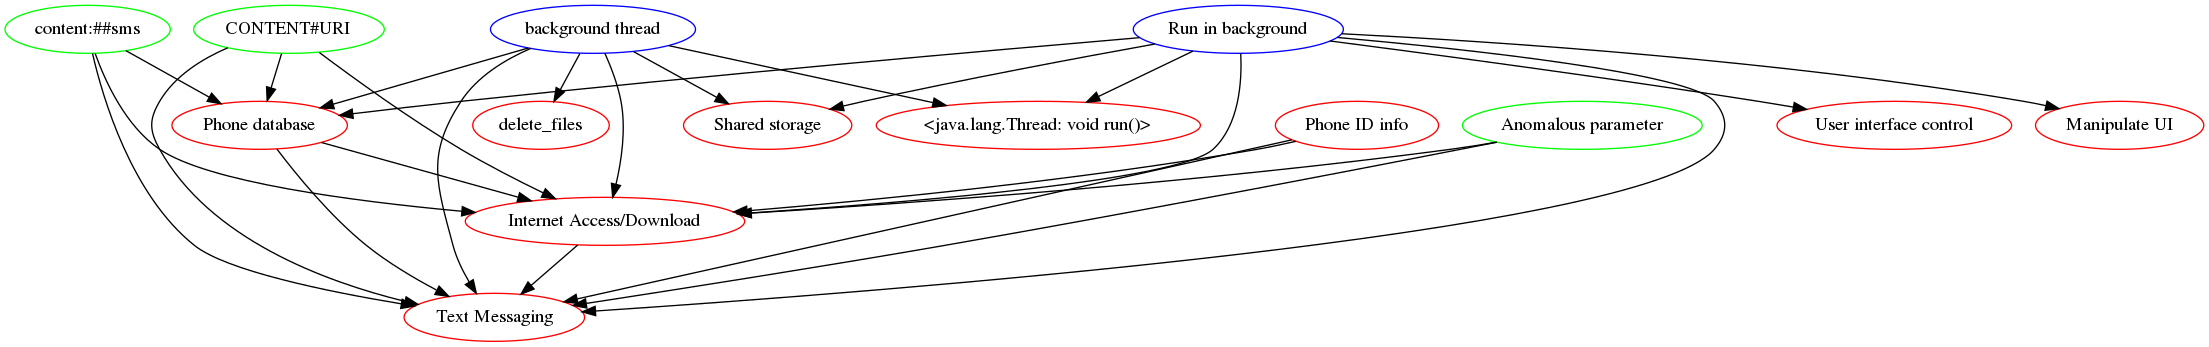 content:##sms
CONTENT#URI
background thread
Run in background
Phone database
delete_files
Shared storage
<java.lang.Thread: void run()>
Phone ID info
Anomalous parameter
User interface control
Manipulate UI
Internet Access/Download
Text Messaging